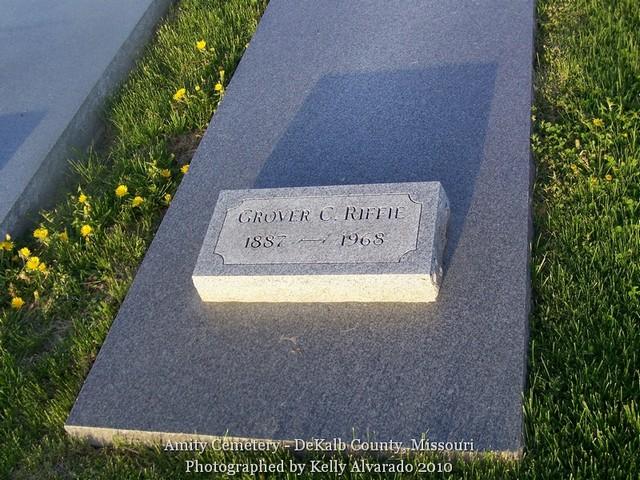 GROVER C. RIFFIE
1887 — 1968
Amity Cemetery - DeKalb County, Missouri
Photographed by Kelly Alvarado 2010